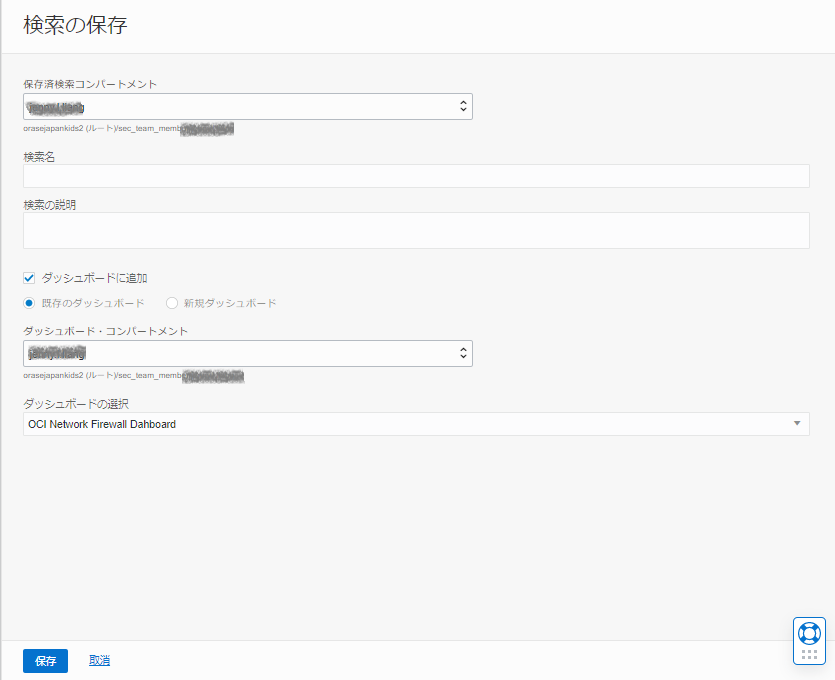 検索の保存
保存済検索コンパートメント
orasejapankids2 (ルート)/sec_team_memb
検索名
検索の説明
ダッシュボードに追加
既存のダッシュボード 新規ダッシュボード
ダッシュボード・コンパートメント
orasejapankids2 (ルート)/sec_team_memb
ダッシュボードの選択
OCI Network Firewall Dahboard
保存 取消